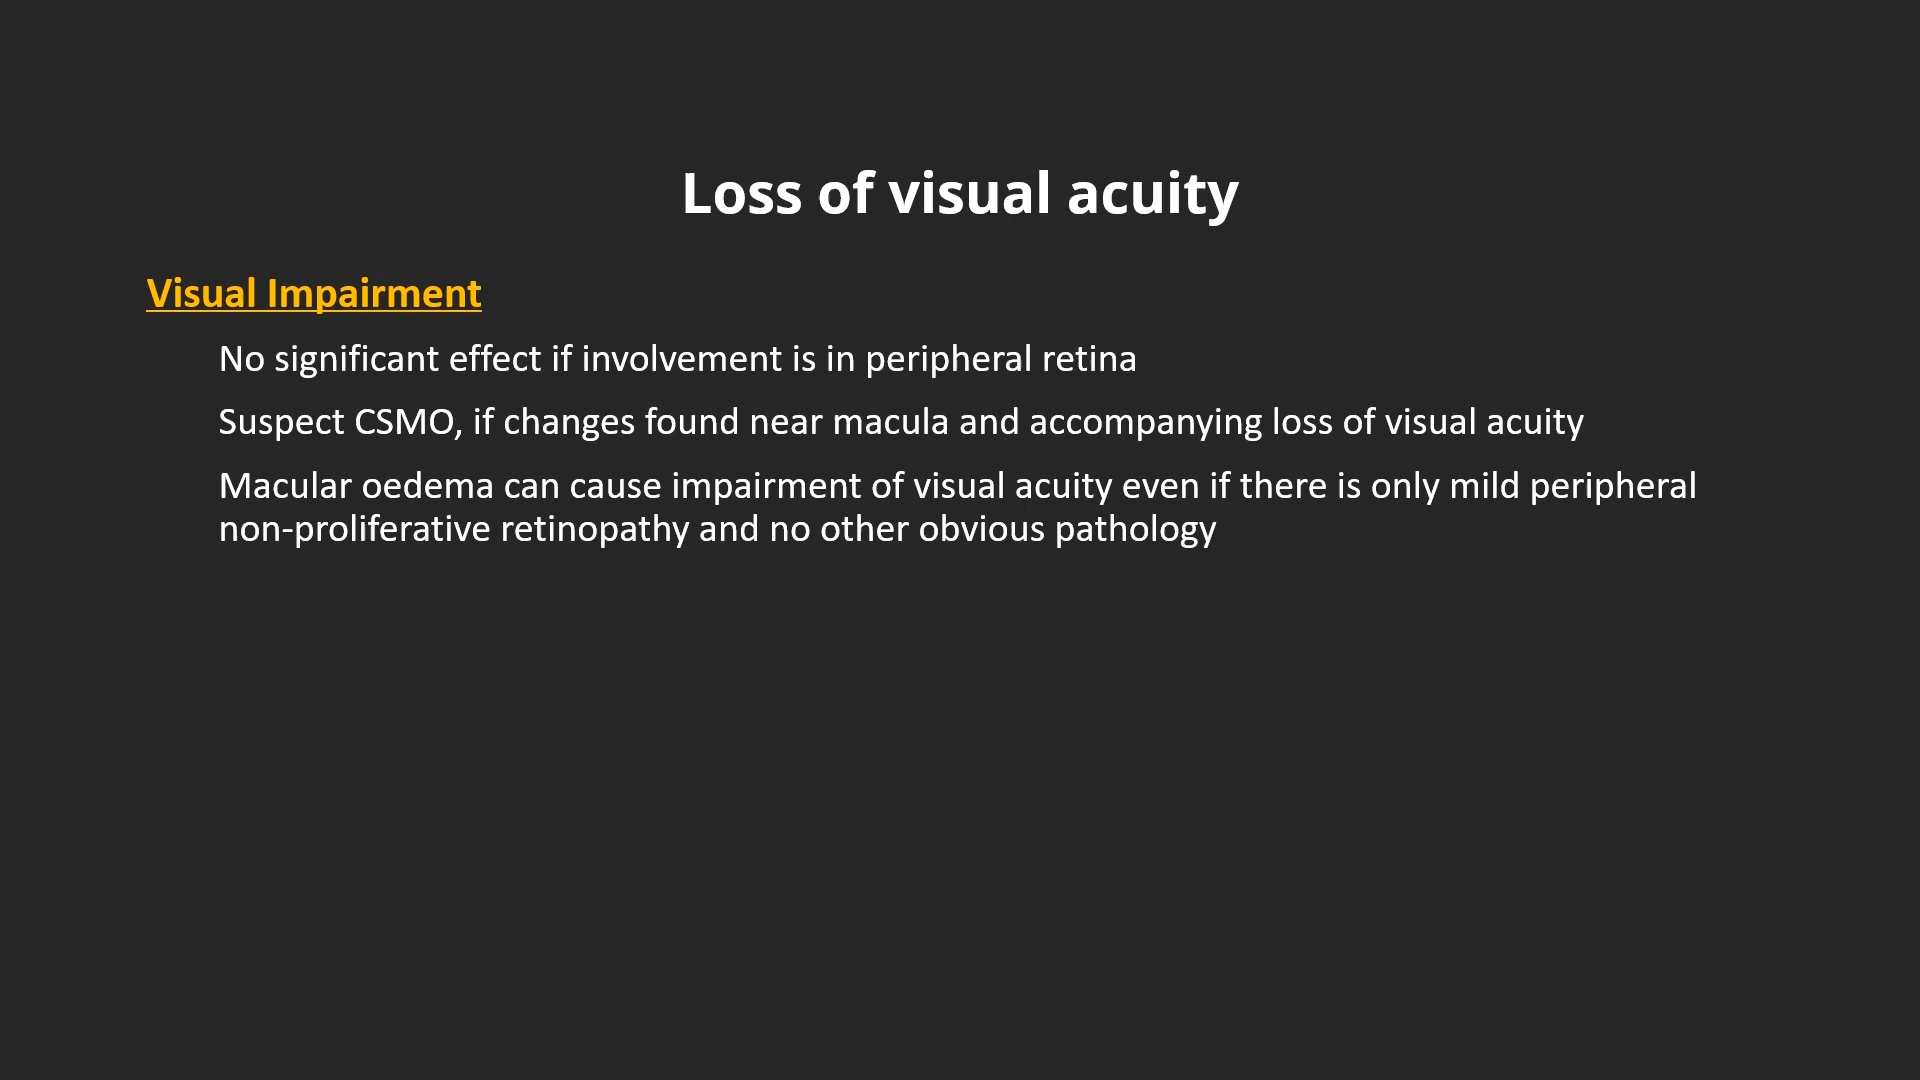 Loss of visual acuity
Visual Impairment
No significant effect if involvement is in peripheral retina
Suspect CSMO, if changes found near macula and accompanying loss of visual acuity
Macular oedema can cause impairment of visual acuity even if there is only mild peripheral
non-proliferative retinopathy and no other obvious pathology